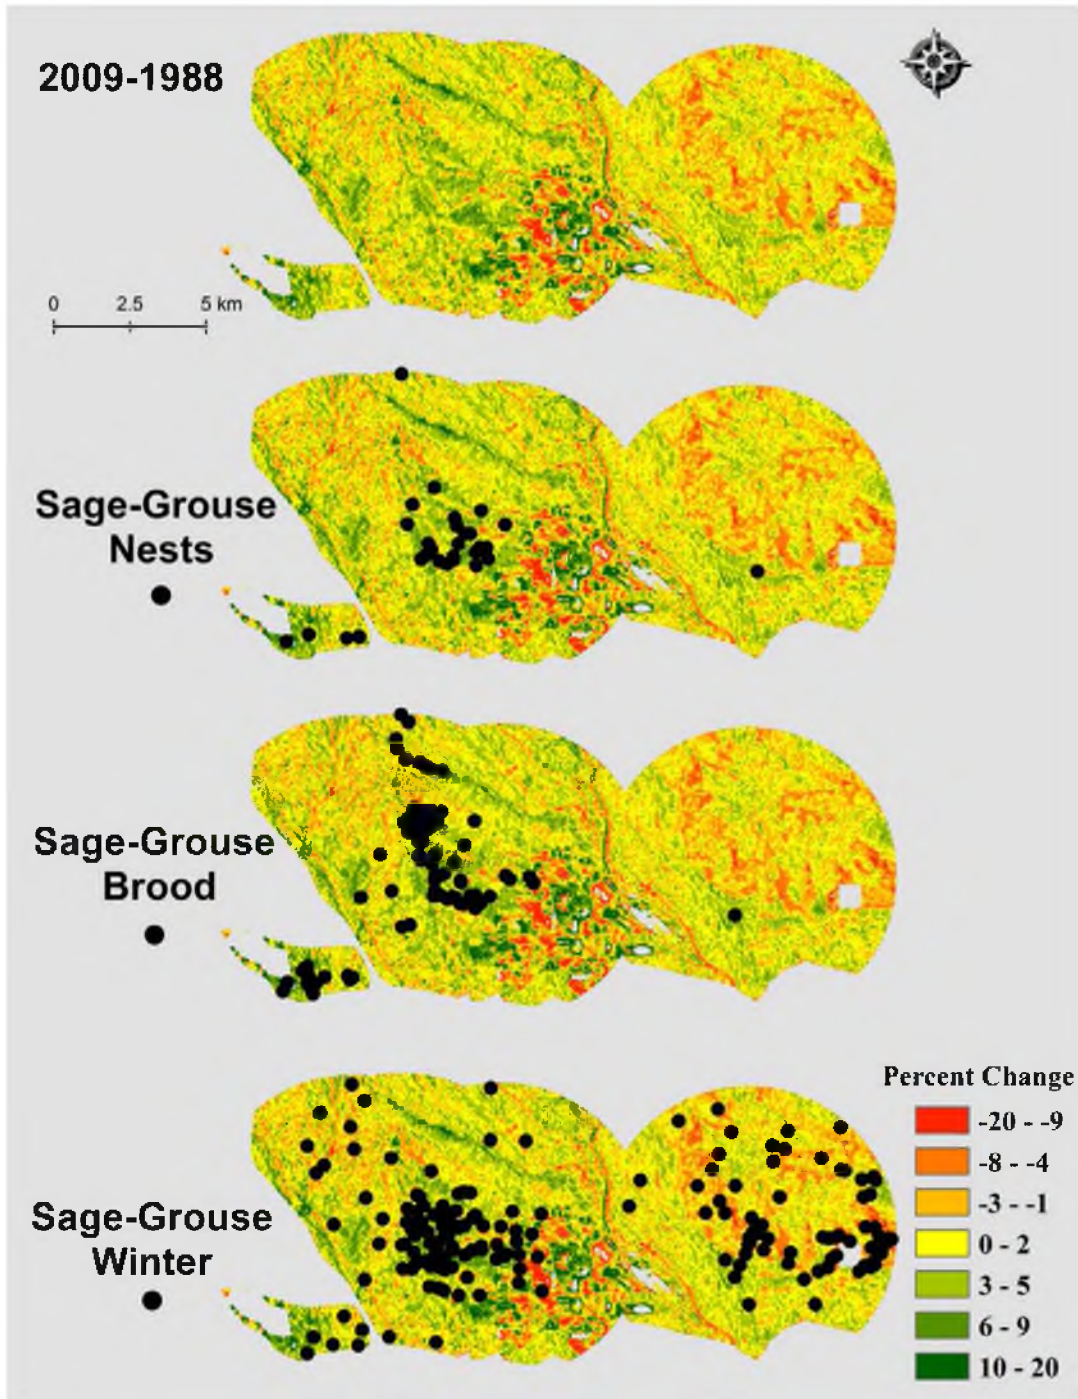 2009-1988
0 2.5 5 km
Sage-Grouse
Nests
Sage-Grouse
Brood
Sage-Grouse
Winter
Percent Change
-20 - -9
-8 - -4
-3 - -1
0 - 2
3 - 5
6 - 9
10 - 20